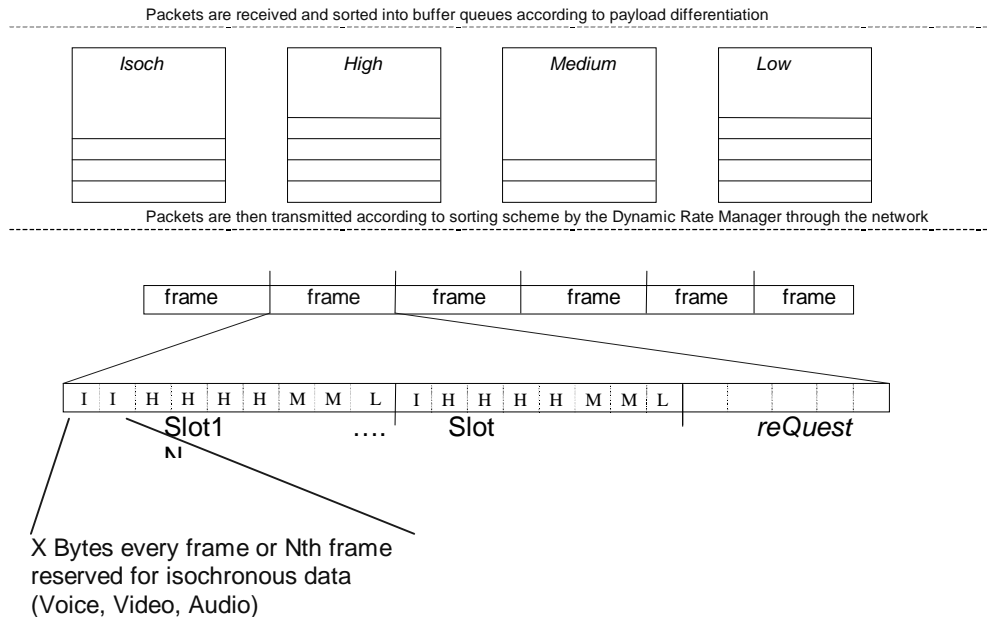 Packets are received and sorted into buffer queues according to payload differentiation
Isoch High Medium Low
Packets are then transmitted according to sorting scheme by the Dynamic Rate Manager through the network
frame frame frame frame frame frame
I I H H H H M M L I H H H H M M L
Slot1 .... Slot reQuest
N
X Bytes every frame or Nth frame
reserved for isochronous data
(Voice, Video, Audio)